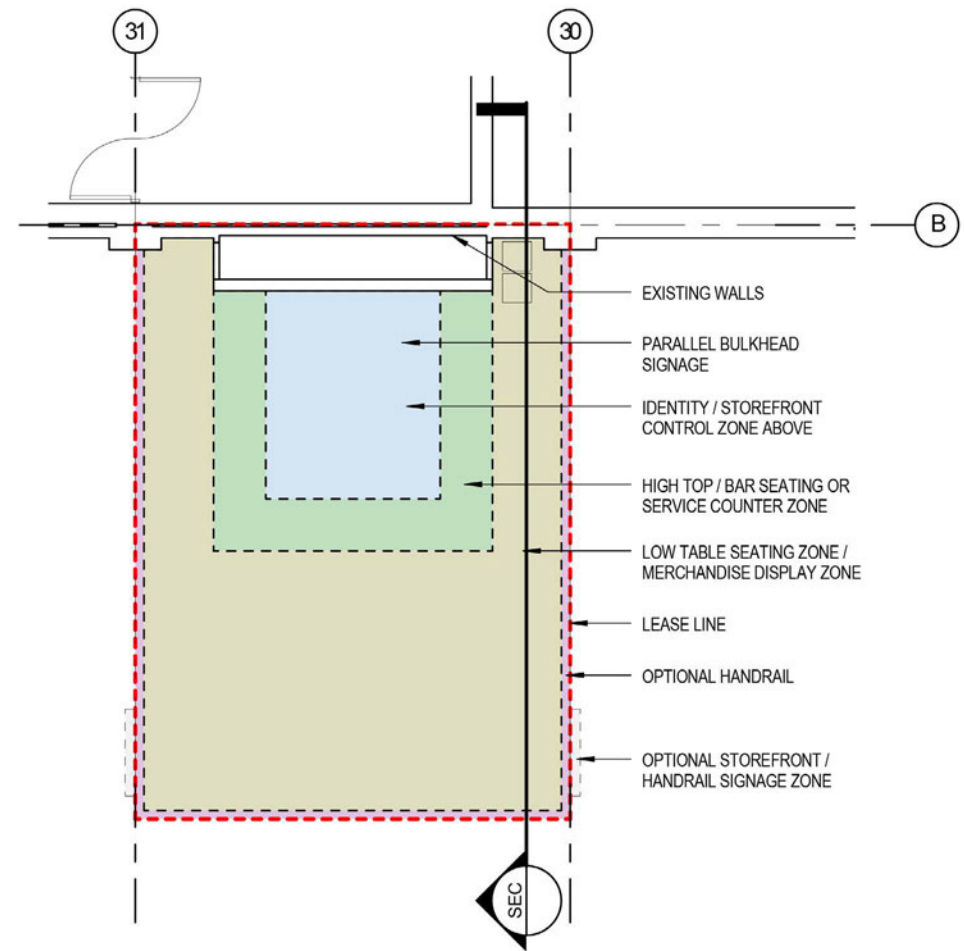 31
30
B
EXISTING WALLS
PARALLEL BULKHEAD
SIGNAGE
IDENTITY / STOREFRONT
CONTROL ZONE ABOVE
HIGH TOP / BAR SEATING OR
SERVICE COUNTER ZONE
LOW TABLE SEATING ZONE /
MERCHANDISE DISPLAY ZONE
LEASE LINE
OPTIONAL HANDRAIL
OPTIONAL STOREFRONT /
HANDRAIL SIGNAGE ZONE
SEC